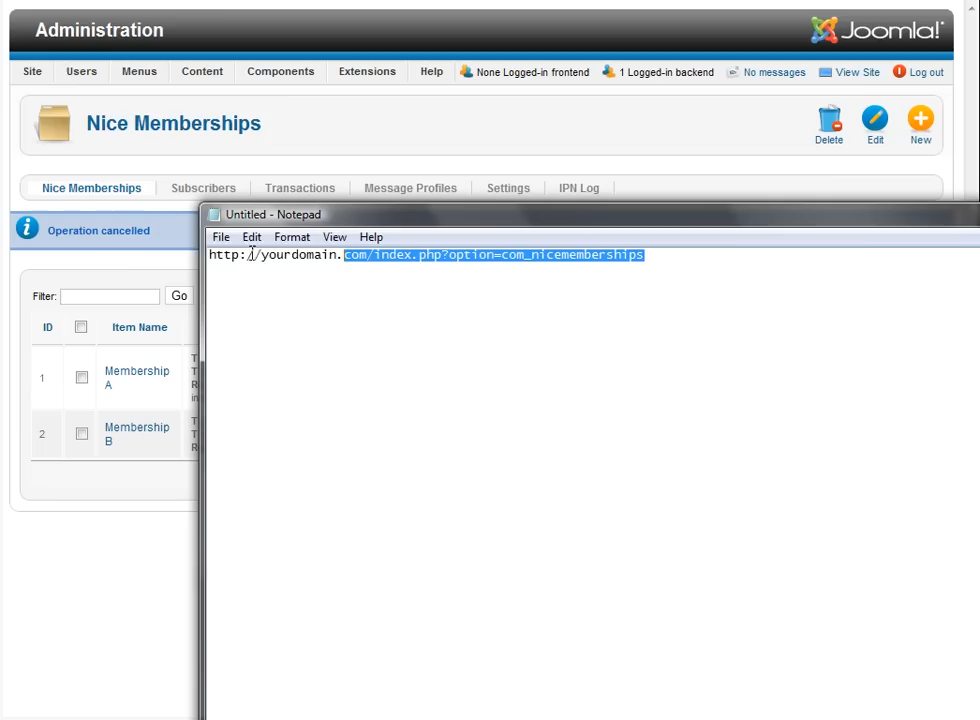 Administration
Joomla!
Site Users Menus Content Components Extensions Help None Logged-in frontend 1 Logged-in backend No messages View Site Log out
Nice Memberships
Delete Edit New
Nice Memberships Subscribers Transactions Message Profiles Settings IPN Log
Operation cancelled
Untitled - Notepad
File Edit Format View Help
http://yourdomain.com/index.php?option=com_nicememberships
Filter: Go
ID Item Name
1 Membership A
2 Membership B